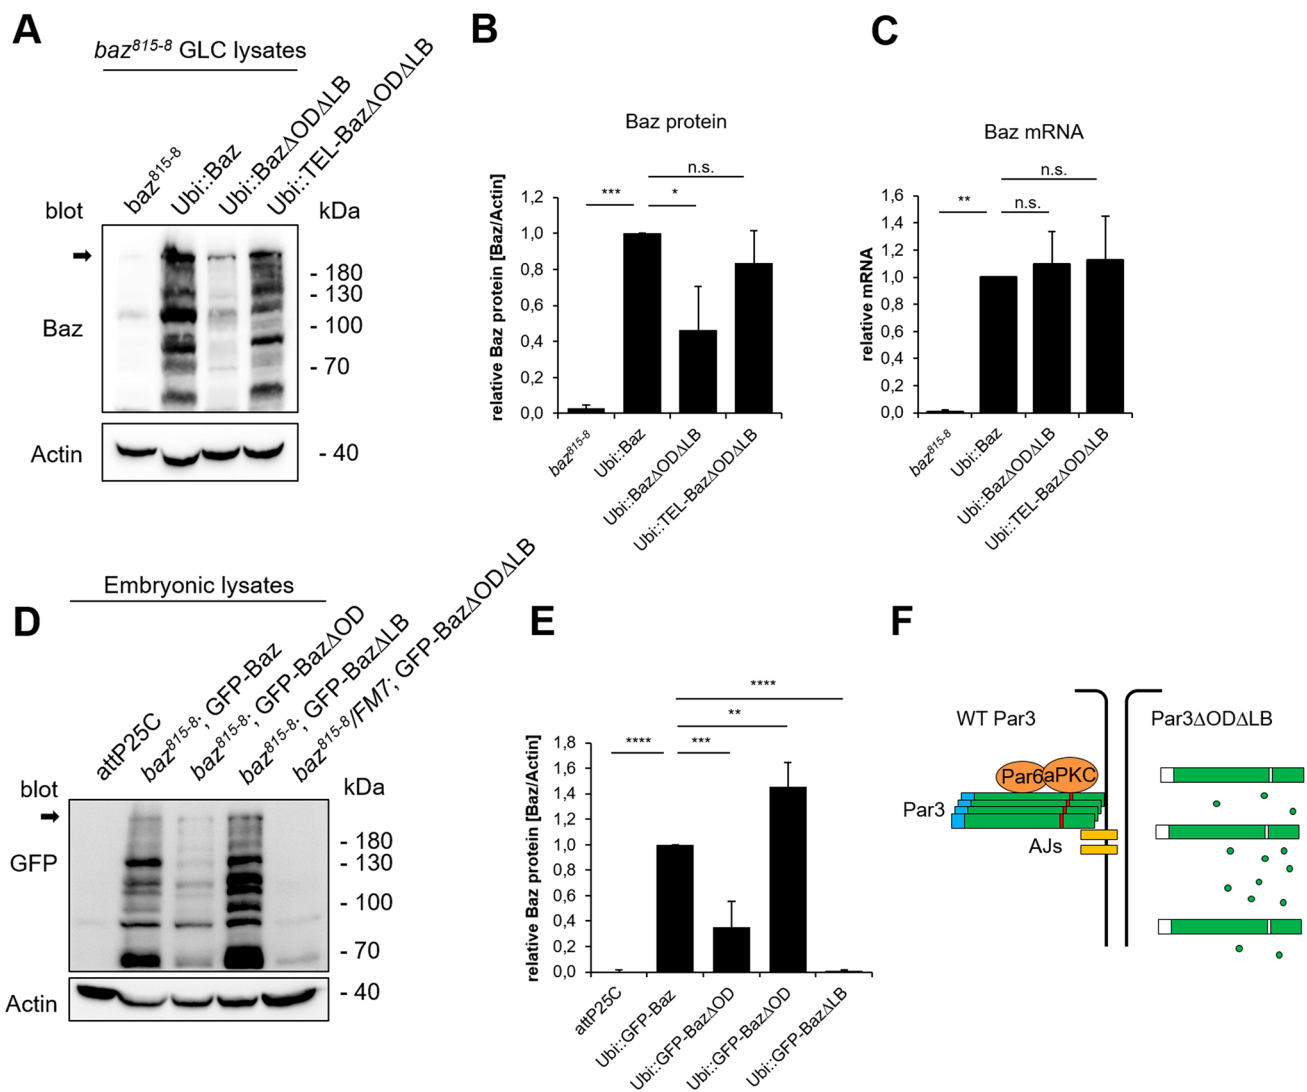 A
baz815-8 GLC lysates
baz815-8
Ubi::Baz
Ubi::BazΔODΔLB
Ubi::TEL-BazΔODΔLB
blot
kDa
- 180
- 130
Baz
- 100
- 70
Actin
- 40
B
Baz protein
n.s.
***
*
relative Baz protein [Baz/Actin]
1,2
1,0
0,8
0,6
0,4
0,2
0,0
baz815-8
Ubi::Baz
Ubi::BazΔODΔLB
Ubi::TEL-BazΔODΔLB
C
Baz mRNA
n.s.
**
n.s.
relative mRNA
1,6
1,4
1,2
1,0
0,8
0,6
0,4
0,2
0,0
baz815-8
Ubi::Baz
Ubi::BazΔODΔLB
Ubi::TEL-BazΔODΔLB
Embryonic lysates
D
attP25C
baz815-8; GFP-Baz
baz815-8; GFP-BazΔOD
baz815-8; GFP-BazΔLB
baz815-8/FM7; GFP-BazΔODΔLB
blot
kDa
- 180
GFP
- 130
- 100
- 70
- 40
Actin
E
****
**
****
***
relative Baz protein [Baz/Actin]
1,8
1,6
1,4
1,2
1,0
0,8
0,6
0,4
0,2
0,0
attP25C
Ubi::GFP-Baz
Ubi::GFP-BazΔOD
Ubi::GFP-BazΔOD
Ubi::GFP-BazΔLB
F
WT Par3
Par3ΔODΔLB
Par6
aPKC
Par3
AJs